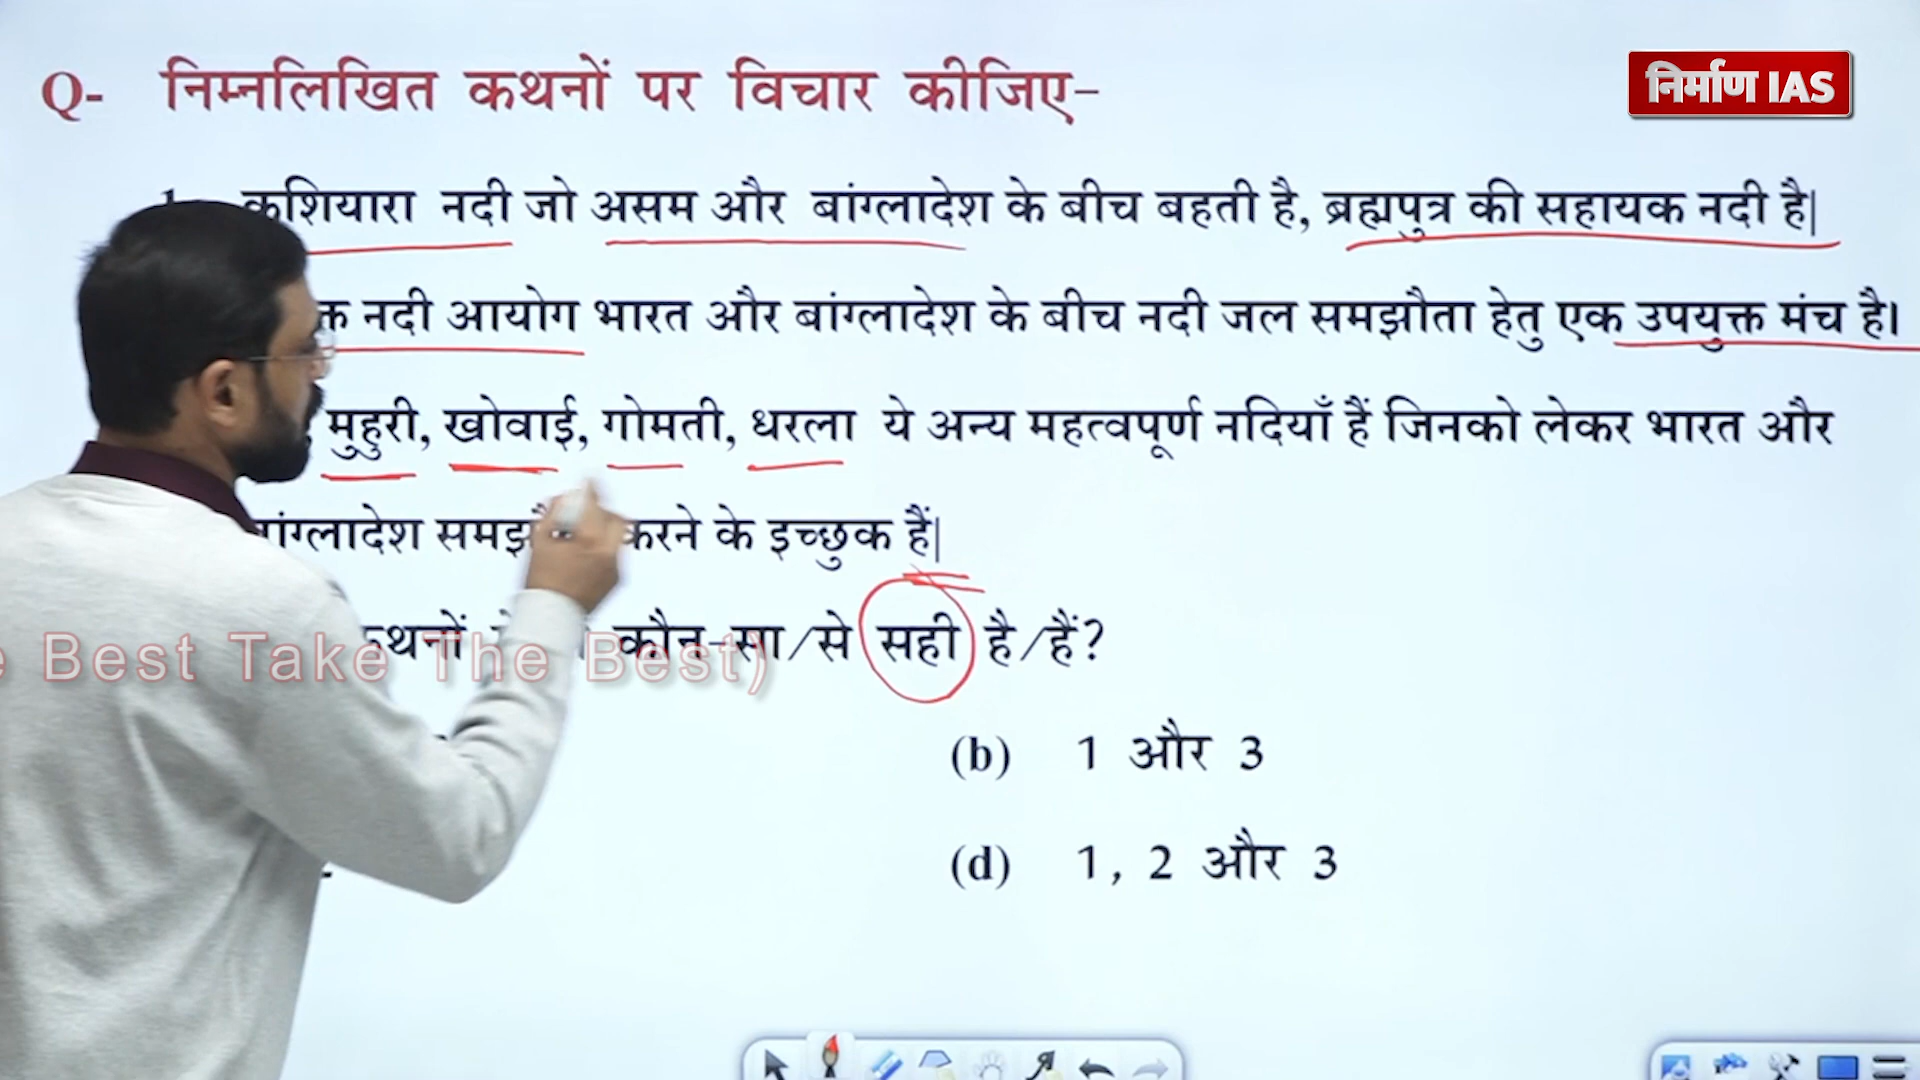 Q- निम्नलिखित कथनों पर विचार कीजिए-
निर्माण IAS
कुशियारा नदी जो असम और बांग्लादेश के बीच बहती है, ब्रह्मपुत्र की सहायक नदी है|
नदी आयोग भारत और बांग्लादेश के बीच नदी जल समझौता हेतु एक उपयुक्त मंच है।
मुहुरी, खोवाई, गोमती, धरला ये अन्य महत्वपूर्ण नदियाँ हैं जिनको लेकर भारत और
बांग्लादेश करने के इच्छुक हैं|
कथनों कौन-सा/से सही है/हैं?
Best Take The Best)
(b) 1 और 3
(d) 1, 2 और 3